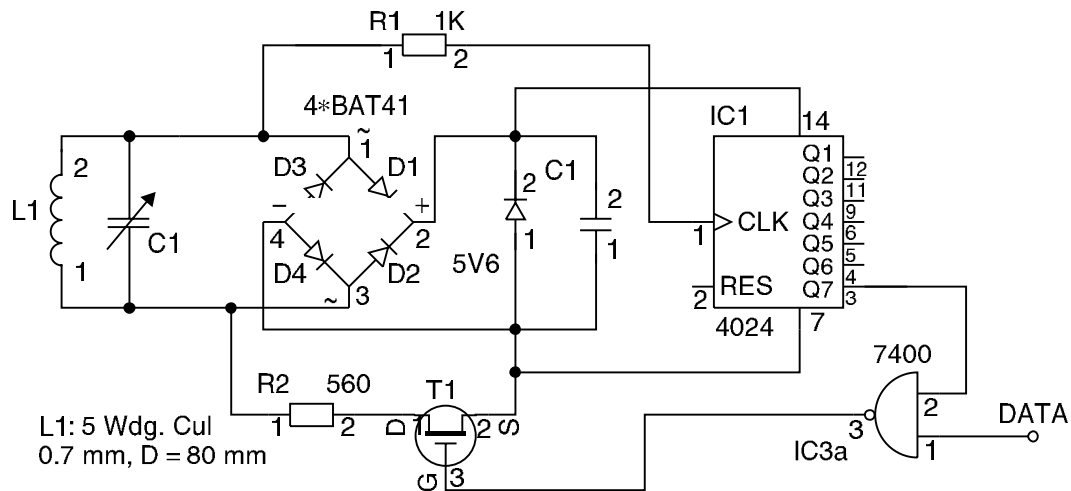 R1 1K
1 2
4*BAT41
IC1
14
~
1
2
D3 D1
Q1
12
Q2
11
L1
C1
−
+
C1
2
2
Q3
9
Q4
6
1 CLK
4
2
1
1
Q5
5
D4 D2
5V6
Q6
4
1
~
3
2 RES
Q7
3
4024
7
7400
R2 560
T1
2
DATA
1 2
D
1
2
S
3
1
L1: 5 Wdg. Cul
0.7 mm, D = 80 mm
IC3a
G
3